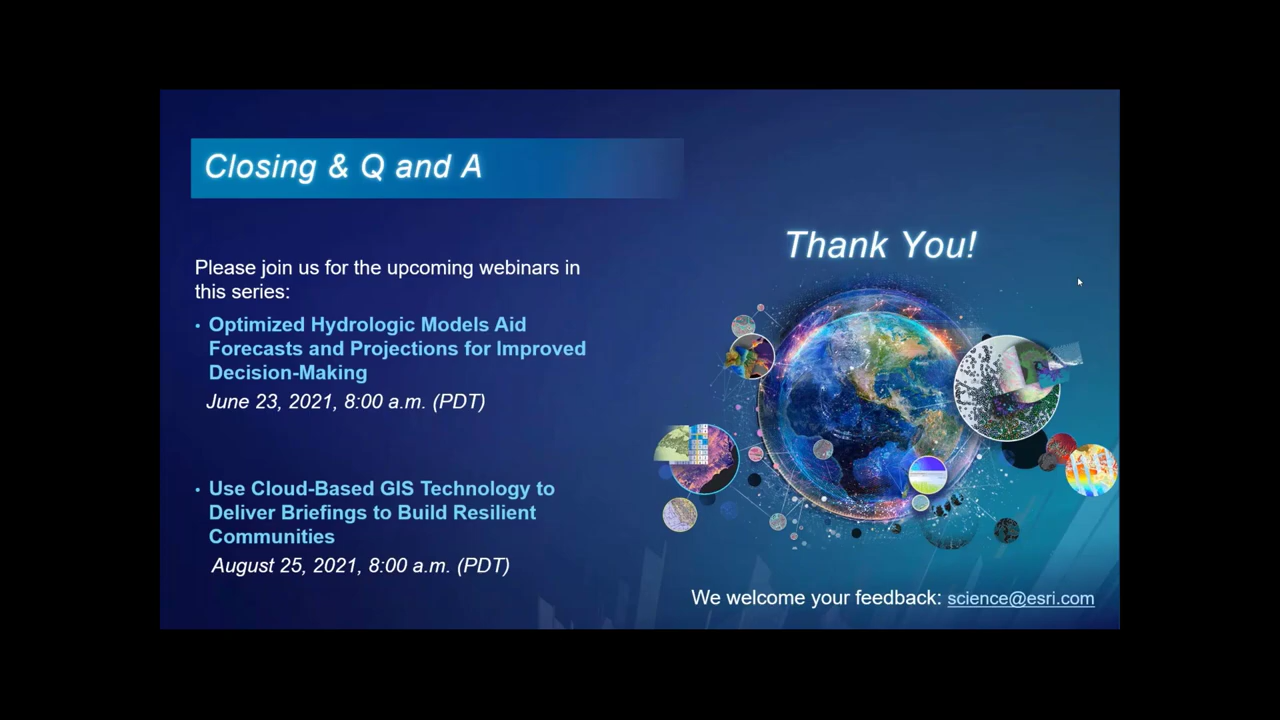 Closing & Q and A
Please join us for the upcoming webinars in
this series:
• Optimized Hydrologic Models Aid
Forecasts and Projections for Improved
Decision-Making
June 23, 2021, 8:00 a.m. (PDT)
• Use Cloud-Based GIS Technology to
Deliver Briefings to Build Resilient
Communities
August 25, 2021, 8:00 a.m. (PDT)
Thank You!
We welcome your feedback: science@esri.com